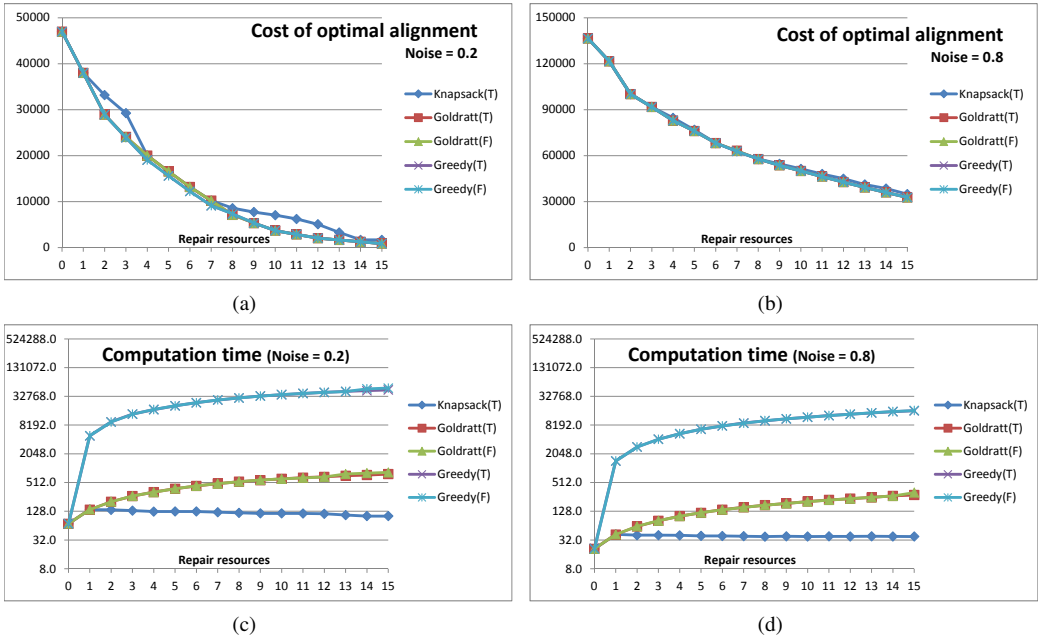 Cost of optimal alignment
Noise = 0.2
50000
40000
30000
20000
10000
0
Repair resources
0 1 2 3 4 5 6 7 8 9 10 11 12 13 14 15
Knapsack(T)
Goldratt(T)
Goldratt(F)
Greedy(T)
Greedy(F)
(a)
Cost of optimal alignment
Noise = 0.8
150000
120000
90000
60000
30000
0
Repair resources
0 1 2 3 4 5 6 7 8 9 10 11 12 13 14 15
Knapsack(T)
Goldratt(T)
Goldratt(F)
Greedy(T)
Greedy(F)
(b)
Computation time (Noise = 0.2)
524288.0
131072.0
32768.0
8192.0
2048.0
512.0
128.0
32.0
8.0
Repair resources
0 1 2 3 4 5 6 7 8 9 10 11 12 13 14 15
Knapsack(T)
Goldratt(T)
Goldratt(F)
Greedy(T)
Greedy(F)
(c)
Computation time (Noise = 0.8)
524288.0
131072.0
32768.0
8192.0
2048.0
512.0
128.0
32.0
8.0
Repair resources
0 1 2 3 4 5 6 7 8 9 10 11 12 13 14 15
Knapsack(T)
Goldratt(T)
Goldratt(F)
Greedy(T)
Greedy(F)
(d)